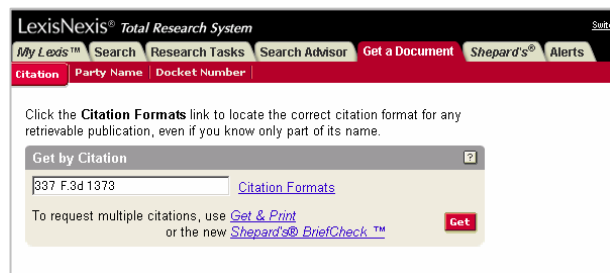 LexisNexis® Total Research System
Swit
My Lexis™ Search Research Tasks Search Advisor Get a Document Shepard's® Alerts
Citation Party Name Docket Number
Click the Citation Formats link to locate the correct citation format for any
retrievable publication, even if you know only part of its name.
Get by Citation ?
337 F.3d 1373 Citation Formats
To request multiple citations, use Get & Print
or the new Shepard's® BriefCheck ™
Get